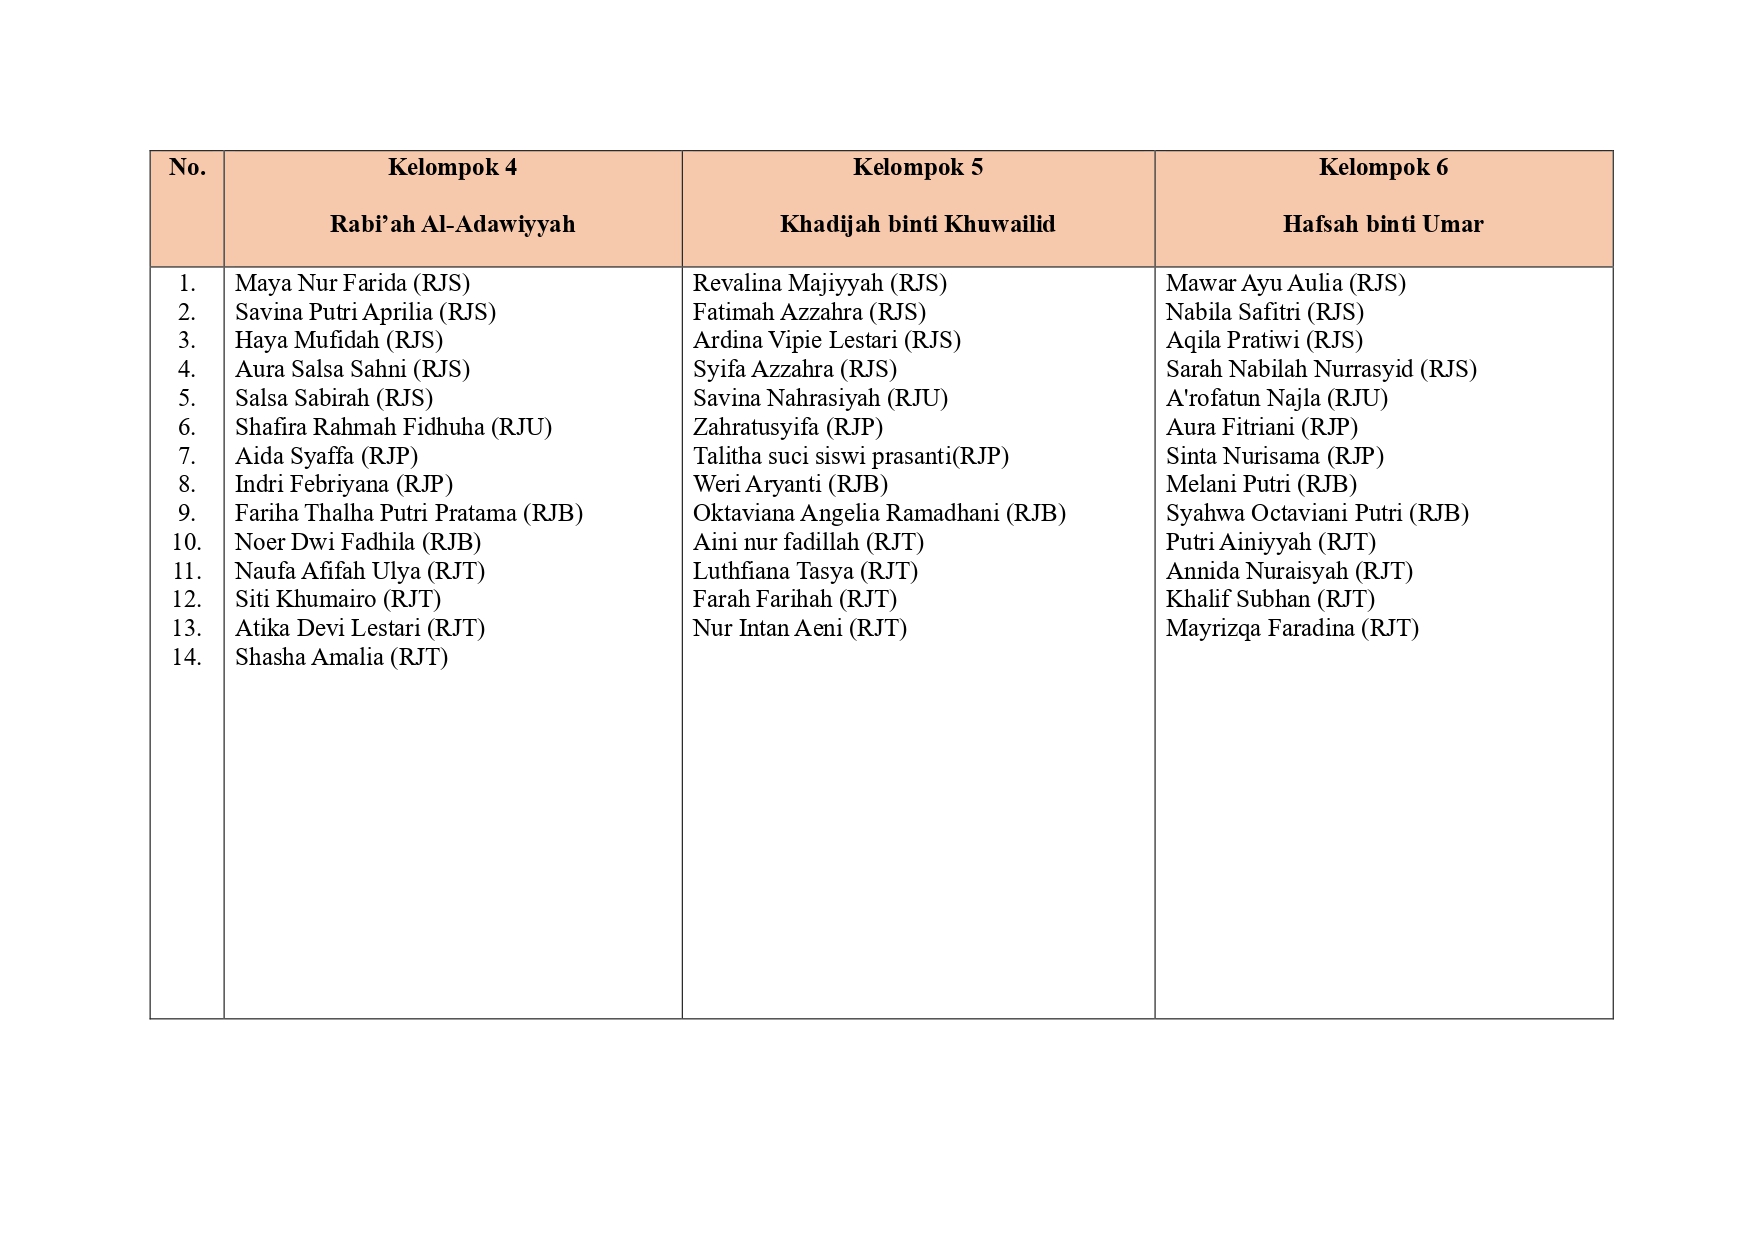 No. Kelompok 4 Kelompok 5 Kelompok 6
Rabi’ah Al-Adawiyyah Khadijah binti Khuwailid Hafsah binti Umar
1. Maya Nur Farida (RJS) Revalina Majiyyah (RJS) Mawar Ayu Aulia (RJS)
2. Savina Putri Aprilia (RJS) Fatimah Azzahra (RJS) Nabila Safitri (RJS)
3. Haya Mufidah (RJS) Ardina Vipie Lestari (RJS) Aqila Pratiwi (RJS)
4. Aura Salsa Sahni (RJS) Syifa Azzahra (RJS) Sarah Nabilah Nurrasyid (RJS)
5. Salsa Sabirah (RJS) Savina Nahrasiyah (RJU) A'rofatun Najla (RJU)
6. Shafira Rahmah Fidhuha (RJU) Zahratusyifa (RJP) Aura Fitriani (RJP)
7. Aida Syaffa (RJP) Talitha suci siswi prasanti(RJP) Sinta Nurisama (RJP)
8. Indri Febriyana (RJP) Weri Aryanti (RJB) Melani Putri (RJB)
9. Fariha Thalha Putri Pratama (RJB) Oktaviana Angelia Ramadhani (RJB) Syahwa Octaviani Putri (RJB)
10. Noer Dwi Fadhila (RJB) Aini nur fadillah (RJT) Putri Ainiyyah (RJT)
11. Naufa Afifah Ulya (RJT) Luthfiana Tasya (RJT) Annida Nuraisyah (RJT)
12. Siti Khumairo (RJT) Farah Farihah (RJT) Khalif Subhan (RJT)
13. Atika Devi Lestari (RJT) Nur Intan Aeni (RJT) Mayrizqa Faradina (RJT)
14. Shasha Amalia (RJT)